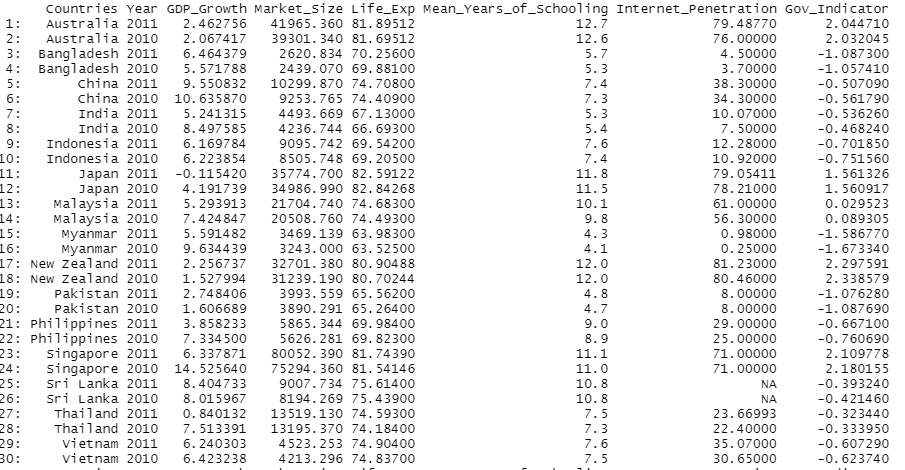 Countries Year GDP_Growth Market_Size Life_Exp Mean_Years_of_Schooling Internet_Penetration Gov_Indicator
1: Australia 2011 2.462756 41965.360 81.89512 12.7 79.48770 2.044710
2: Australia 2010 2.067417 39301.340 81.69512 12.6 76.00000 2.032045
3: Bangladesh 2011 6.464379 2620.834 70.25600 5.7 4.50000 -1.087300
4: Bangladesh 2010 5.571788 2439.070 69.88100 5.3 3.70000 -1.057410
5: China 2011 9.550832 10299.870 74.70800 7.4 38.30000 -0.507090
6: China 2010 10.635870 9253.765 74.40900 7.3 34.30000 -0.561790
7: India 2011 5.241315 4493.669 67.13000 5.3 10.07000 -0.536260
8: India 2010 8.497585 4236.744 66.69300 5.4 7.50000 -0.468240
9: Indonesia 2011 6.169784 9095.742 69.54200 7.6 12.28000 -0.701850
10: Indonesia 2010 6.223854 8505.748 69.20500 7.4 10.92000 -0.751560
11: Japan 2011 -0.115420 35774.700 82.59122 11.8 79.05411 1.561326
12: Japan 2010 4.191739 34986.990 82.84268 11.5 78.21000 1.560917
13: Malaysia 2011 5.293913 21704.740 74.68300 10.1 61.00000 0.029523
14: Malaysia 2010 7.424847 20508.760 74.49300 9.8 56.30000 0.089305
15: Myanmar 2011 5.591482 3469.139 63.98300 4.3 0.98000 -1.586770
16: Myanmar 2010 9.634439 3243.000 63.52500 4.1 0.25000 -1.673340
17: New Zealand 2011 2.256737 32701.380 80.90488 12.0 81.23000 2.297591
18: New Zealand 2010 1.527994 31239.190 80.70244 12.0 80.46000 2.338579
19: Pakistan 2011 2.748406 3993.559 65.56200 4.8 8.00000 -1.076280
20: Pakistan 2010 1.606689 3890.291 65.26400 4.7 8.00000 -1.087690
21: Philippines 2011 3.858233 5865.344 69.98400 9.0 29.00000 -0.667100
22: Philippines 2010 7.334500 5626.281 69.82300 8.9 25.00000 -0.760690
23: Singapore 2011 6.337871 80052.390 81.74390 11.1 71.00000 2.109778
24: Singapore 2010 14.525640 75294.360 81.54146 11.0 71.00000 2.180155
25: Sri Lanka 2011 8.404733 9007.734 75.61400 10.8 NA -0.393240
26: Sri Lanka 2010 8.015967 8194.269 75.43900 10.8 NA -0.421460
27: Thailand 2011 0.840132 13519.130 74.59300 7.5 23.66993 -0.323440
28: Thailand 2010 7.513391 13195.370 74.18400 7.3 22.40000 -0.333950
29: Vietnam 2011 6.240303 4523.253 74.90400 7.6 35.07000 -0.607290
30: Vietnam 2010 6.423238 4213.296 74.83700 7.5 30.65000 -0.623740